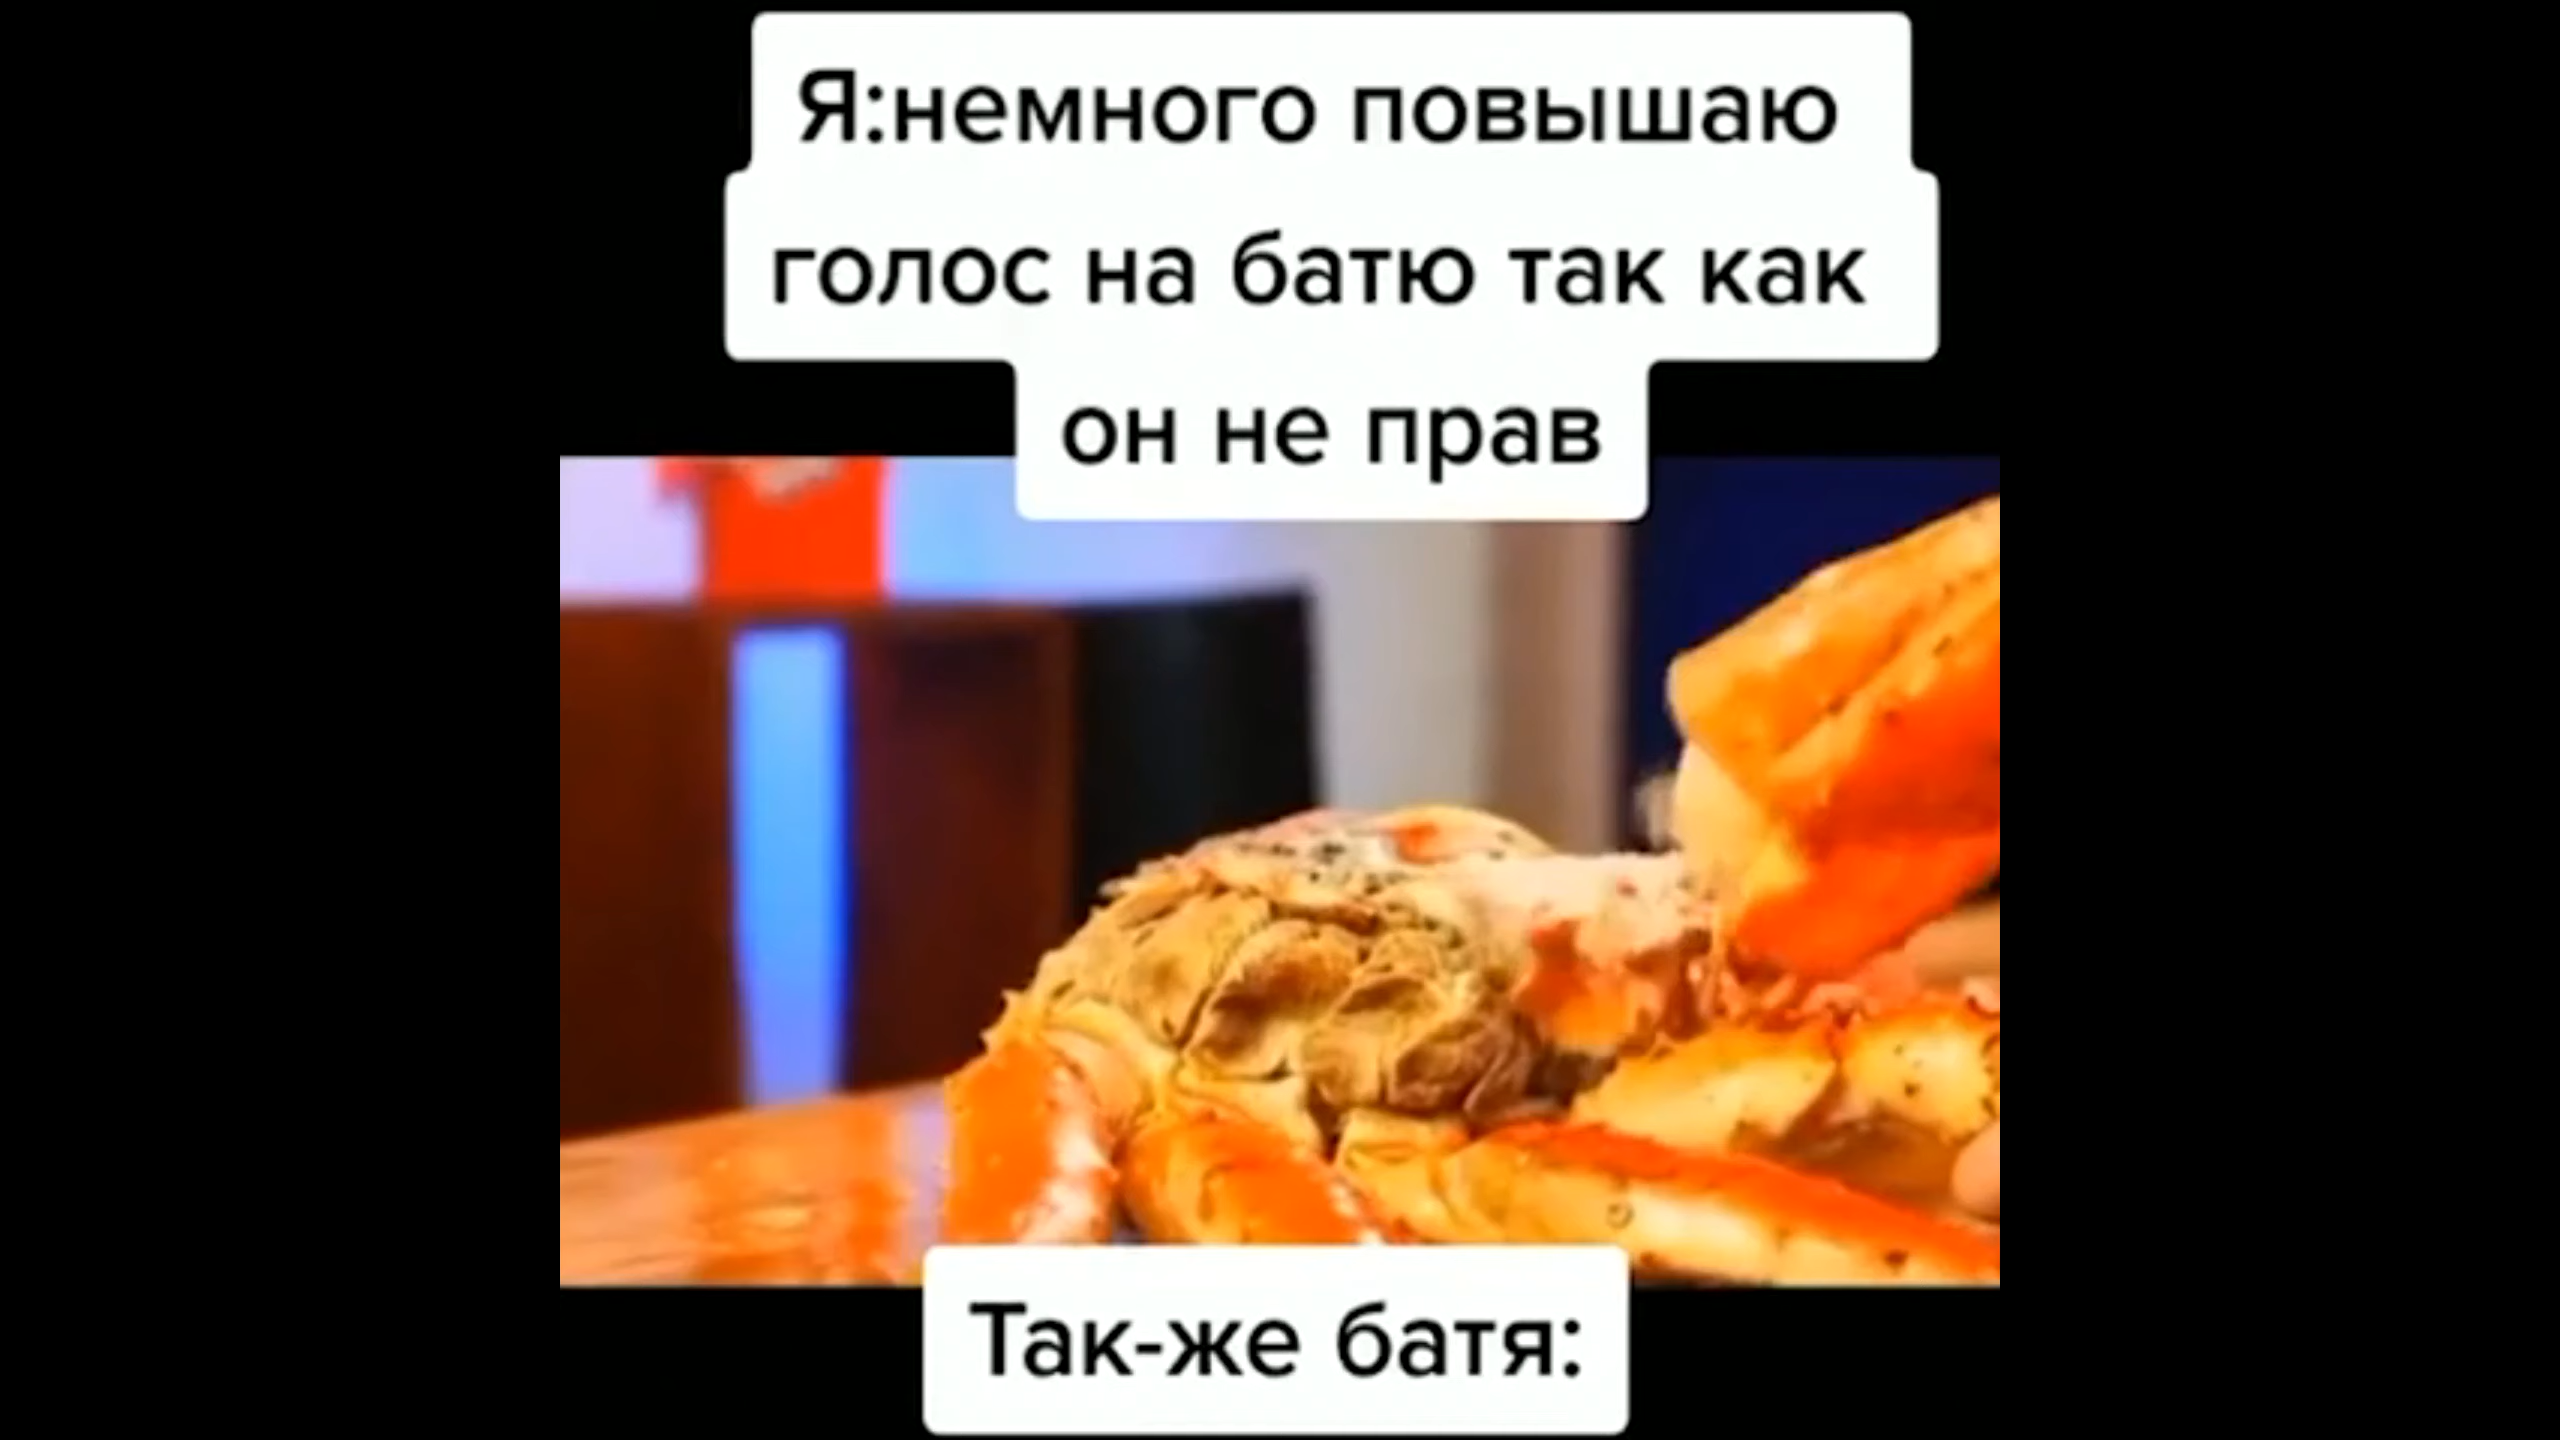 Я:немного повышаю
голос на батю так как
он не прав
Так-же батя: